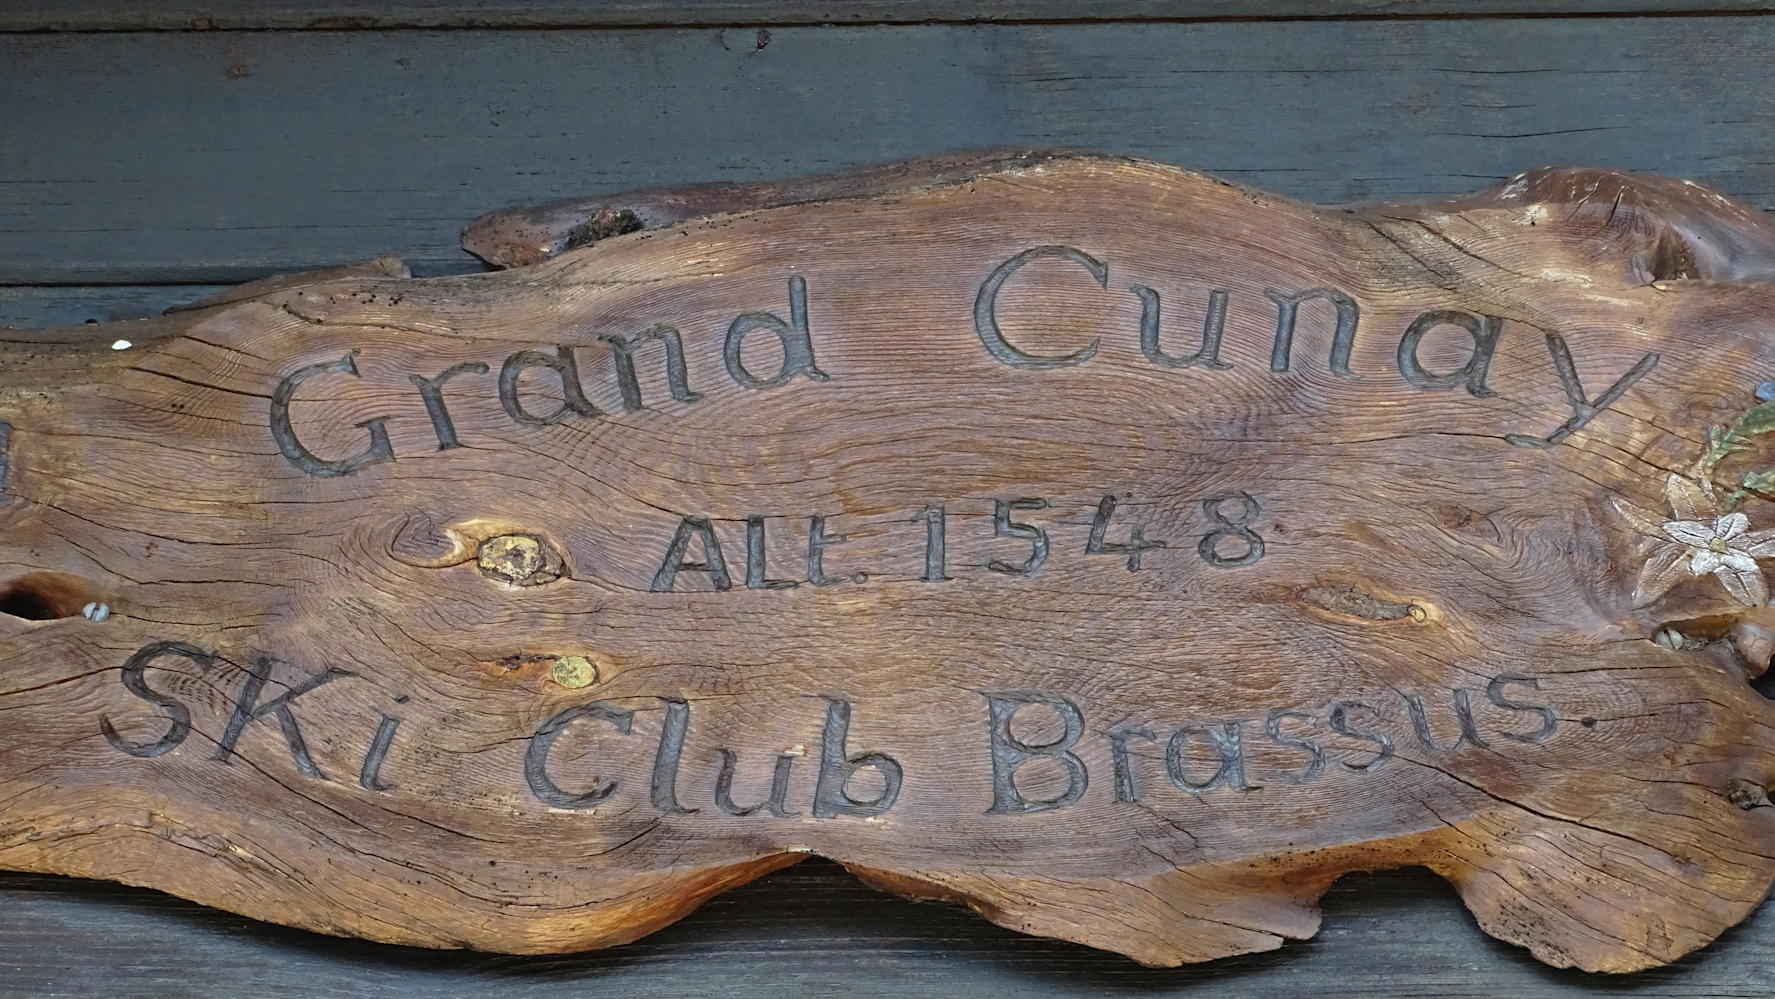 Grand Cunay
ALt. 1548
SKi Club Brassus.